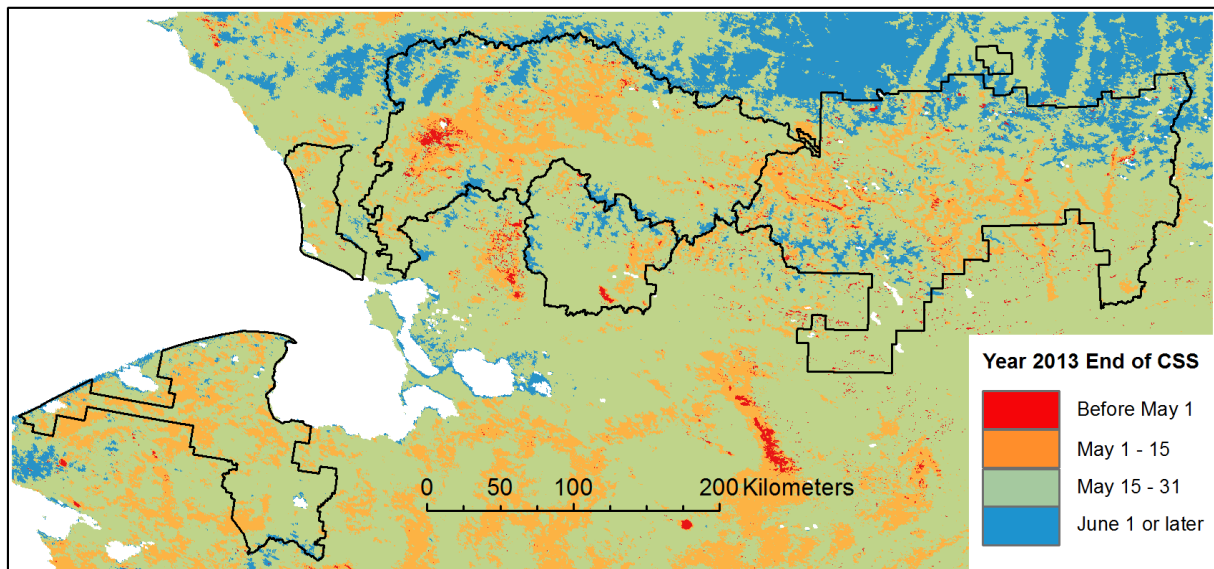 Year 2013 End of CSS
Before May 1
May 1 - 15
May 15 - 31
June 1 or later
0 50 100 200 Kilometers